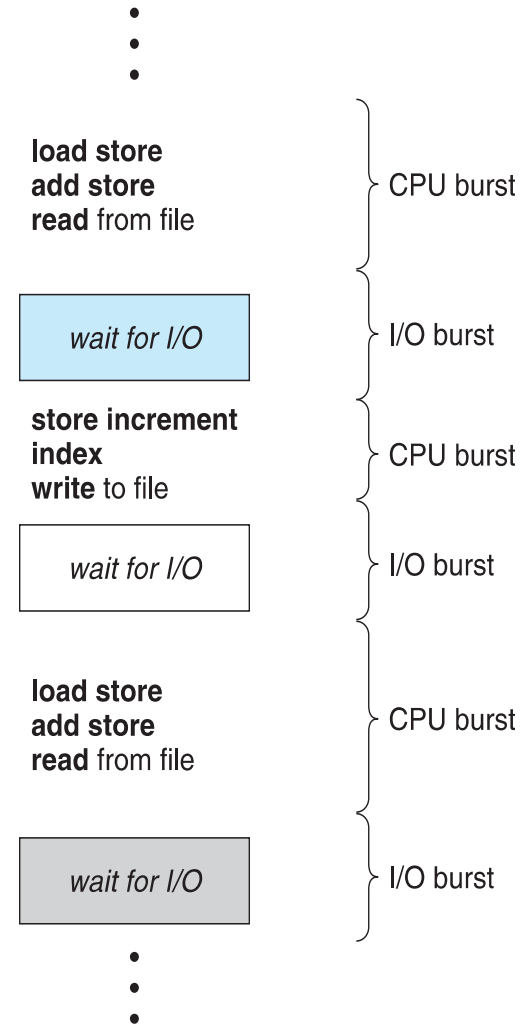 load store
add store
read from file
CPU burst
wait for I/O
I/O burst
store increment
index
write to file
CPU burst
wait for I/O
I/O burst
load store
add store
read from file
CPU burst
wait for I/O
I/O burst